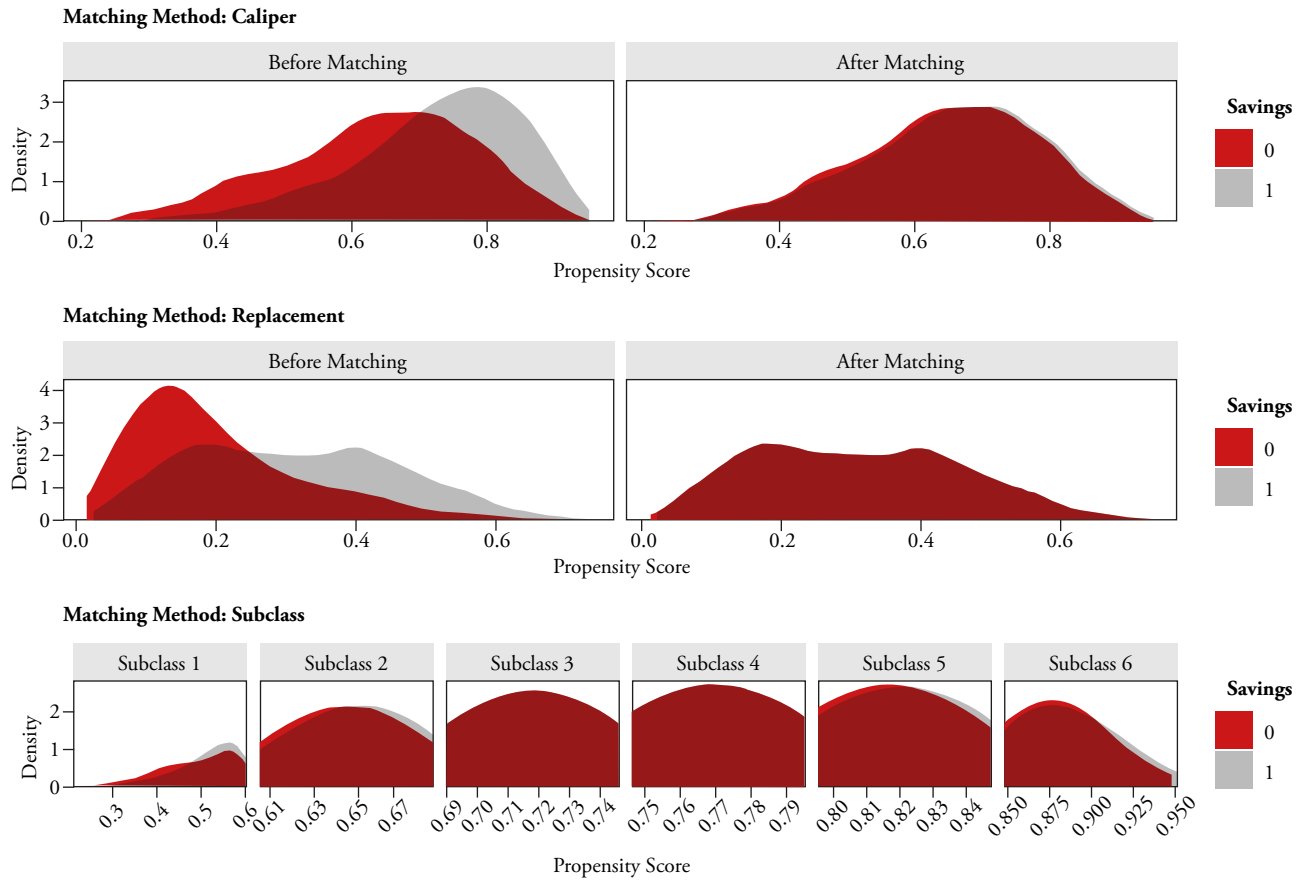 Matching Method: Caliper
Before Matching
After Matching
Density
3
2
1
0
0.2 0.4 0.6 0.8
0.2 0.4 0.6 0.8
Propensity Score
Savings
0
1
Matching Method: Replacement
Before Matching
After Matching
Density
4
3
2
1
0
0.0 0.2 0.4 0.6
0.0 0.2 0.4 0.6
Propensity Score
Savings
0
1
Matching Method: Subclass
Subclass 1
Subclass 2
Subclass 3
Subclass 4
Subclass 5
Subclass 6
Density
2
1
0
0.3 0.4 0.5 0.6
0.61 0.63 0.65 0.67
0.69 0.70 0.71 0.72 0.73 0.74
0.75 0.76 0.77 0.78 0.79
0.80 0.81 0.82 0.83 0.84
0.850 0.875 0.900 0.925 0.950
Propensity Score
Savings
0
1